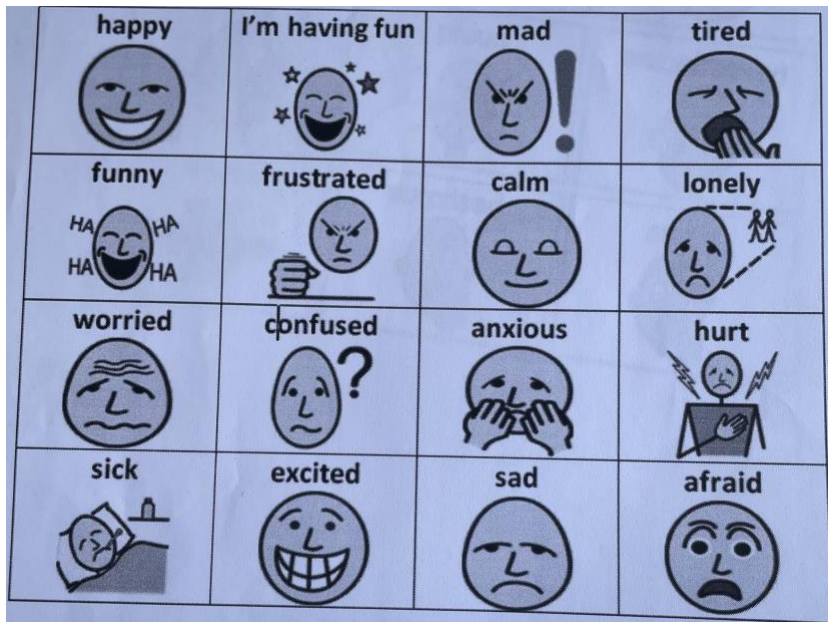 happy I'm having fun mad tired
funny frustrated calm lonely
HA HA
HA HA
worried confused anxious hurt
?
sick excited sad afraid